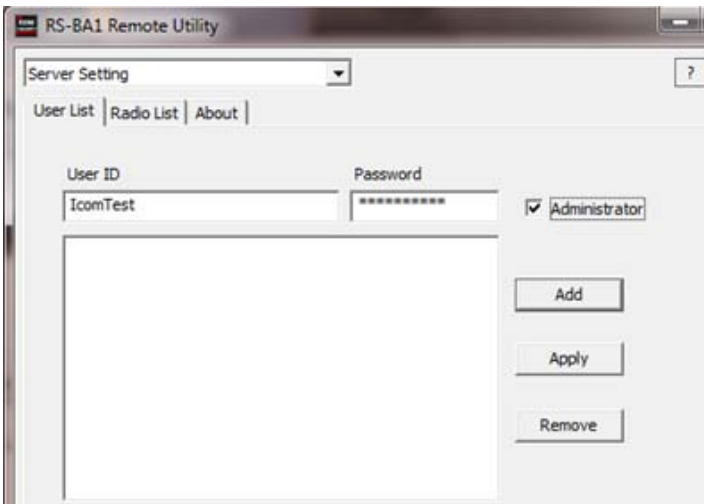 RS-BA1 Remote Utility
Server Setting
?
User List Radio List About
User ID Password
IcomTest ********** Administrator
Add
Apply
Remove